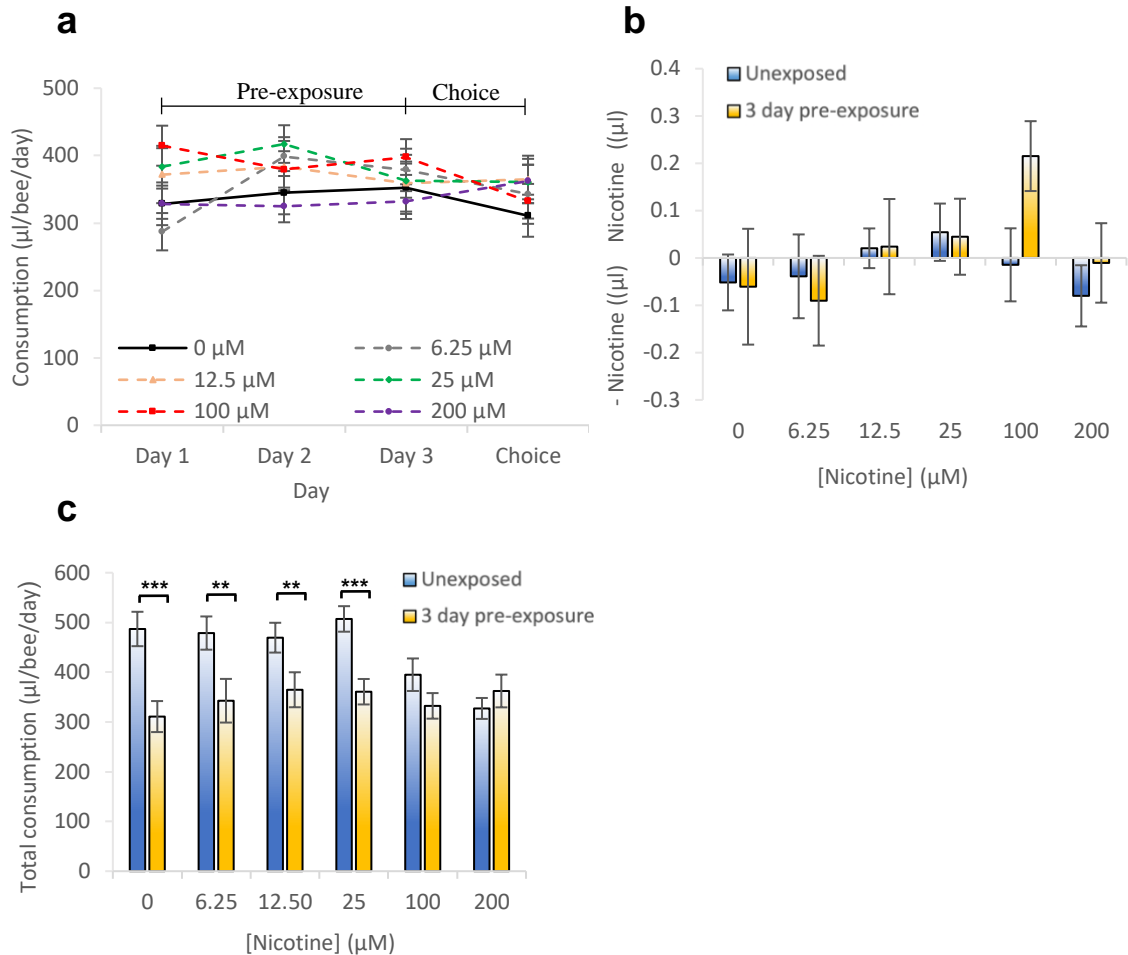 a
Consumption (µl/bee/day)
500
400
300
200
100
0
Pre-exposure
Choice
0 µM
6.25 µM
12.5 µM
25 µM
100 µM
200 µM
Day 1
Day 2
Day 3
Choice
Day
b
- Nicotine ((µl) Nicotine ((µl)
0.4
0.3
0.2
0.1
0
-0.1
-0.2
-0.3
Unexposed
3 day pre-exposure
0
6.25
12.5
25
100
200
[Nicotine] (µM)
c
Total consumption (µl/bee/day)
600
500
400
300
200
100
0
***
**
**
***
Unexposed
3 day pre-exposure
0
6.25
12.50
25
100
200
[Nicotine] (µM)